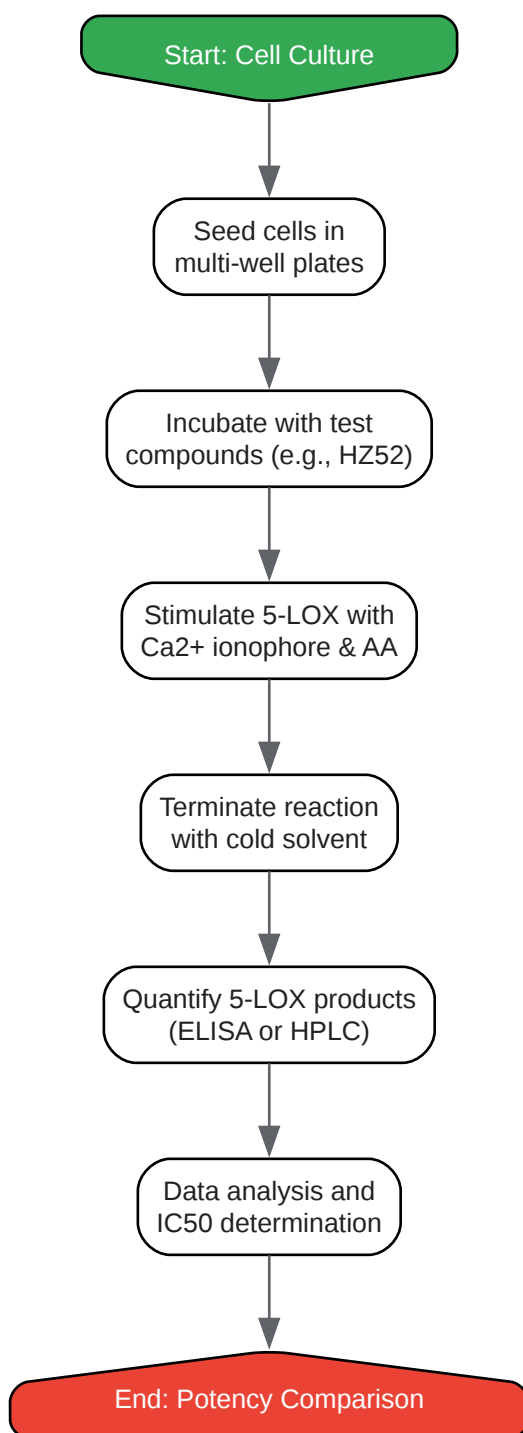 Start: Cell Culture
Seed cells in
multi-well plates
Incubate with test
compounds (e.g., HZ52)
Stimulate 5-LOX with
Ca2+ ionophore & AA
Terminate reaction
with cold solvent
Quantify 5-LOX products
(ELISA or HPLC)
Data analysis and
IC50 determination
End: Potency Comparison